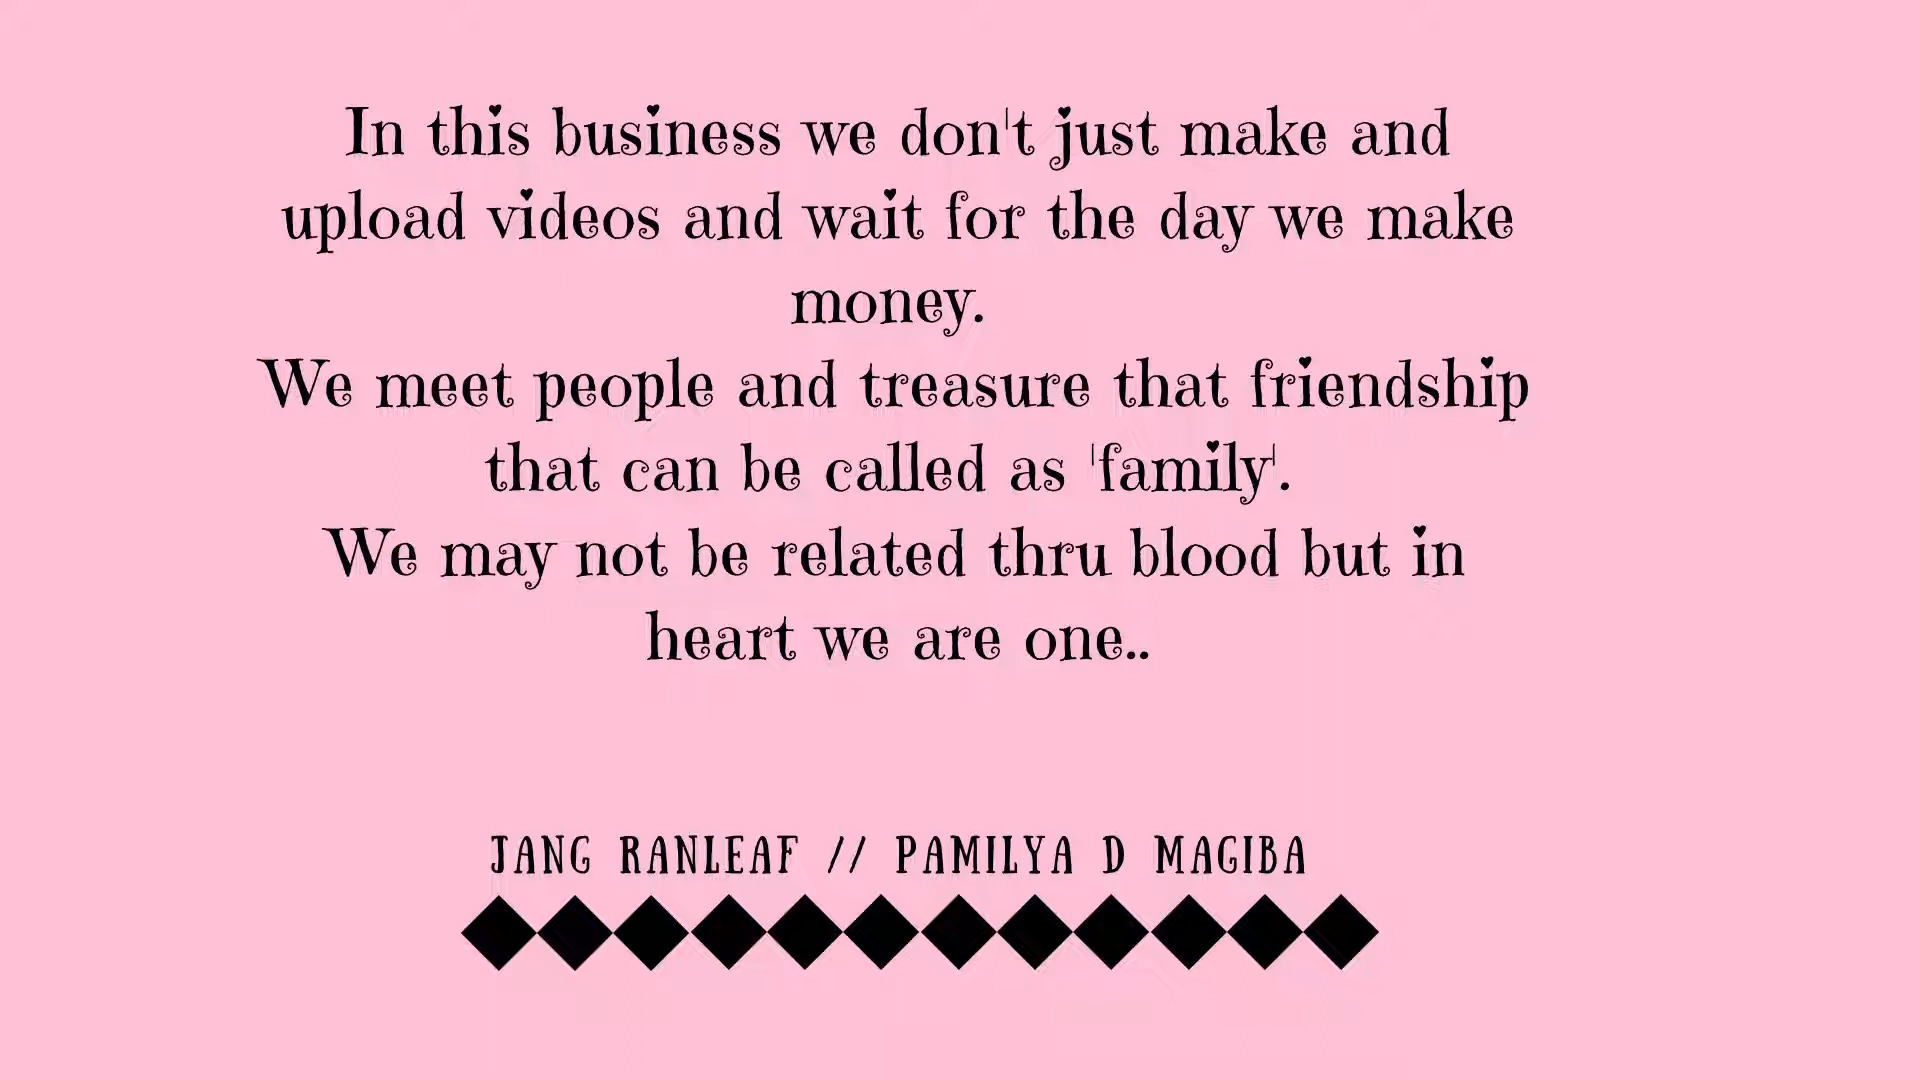 In this business we don't just make and
upload videos and wait for the day we make
money.
We meet people and treasure that friendship
that can be called as 'family'.
We may not be related thru blood but in
heart we are one..
JANG RANLEAF // PAMILYA D MAGIBA